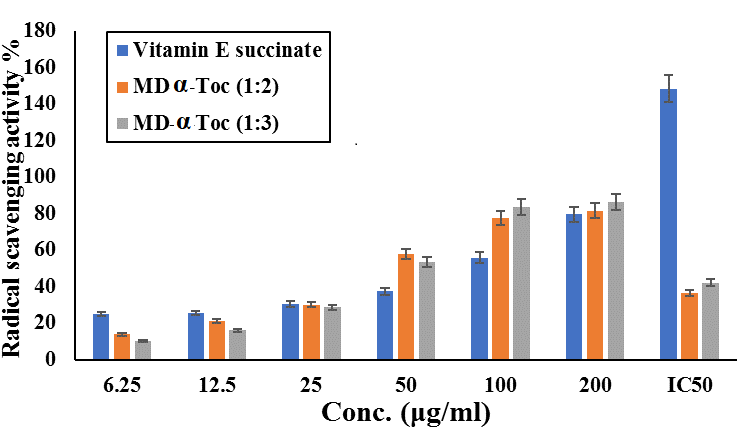 Radical scavenging activity %
180
160
140
120
100
80
60
40
20
0
Vitamin E succinate
MD α-Toc (1:2)
MD-α Toc (1:3)
6.25 12.5 25 50 100 200 IC50
Conc. (µg/ml)